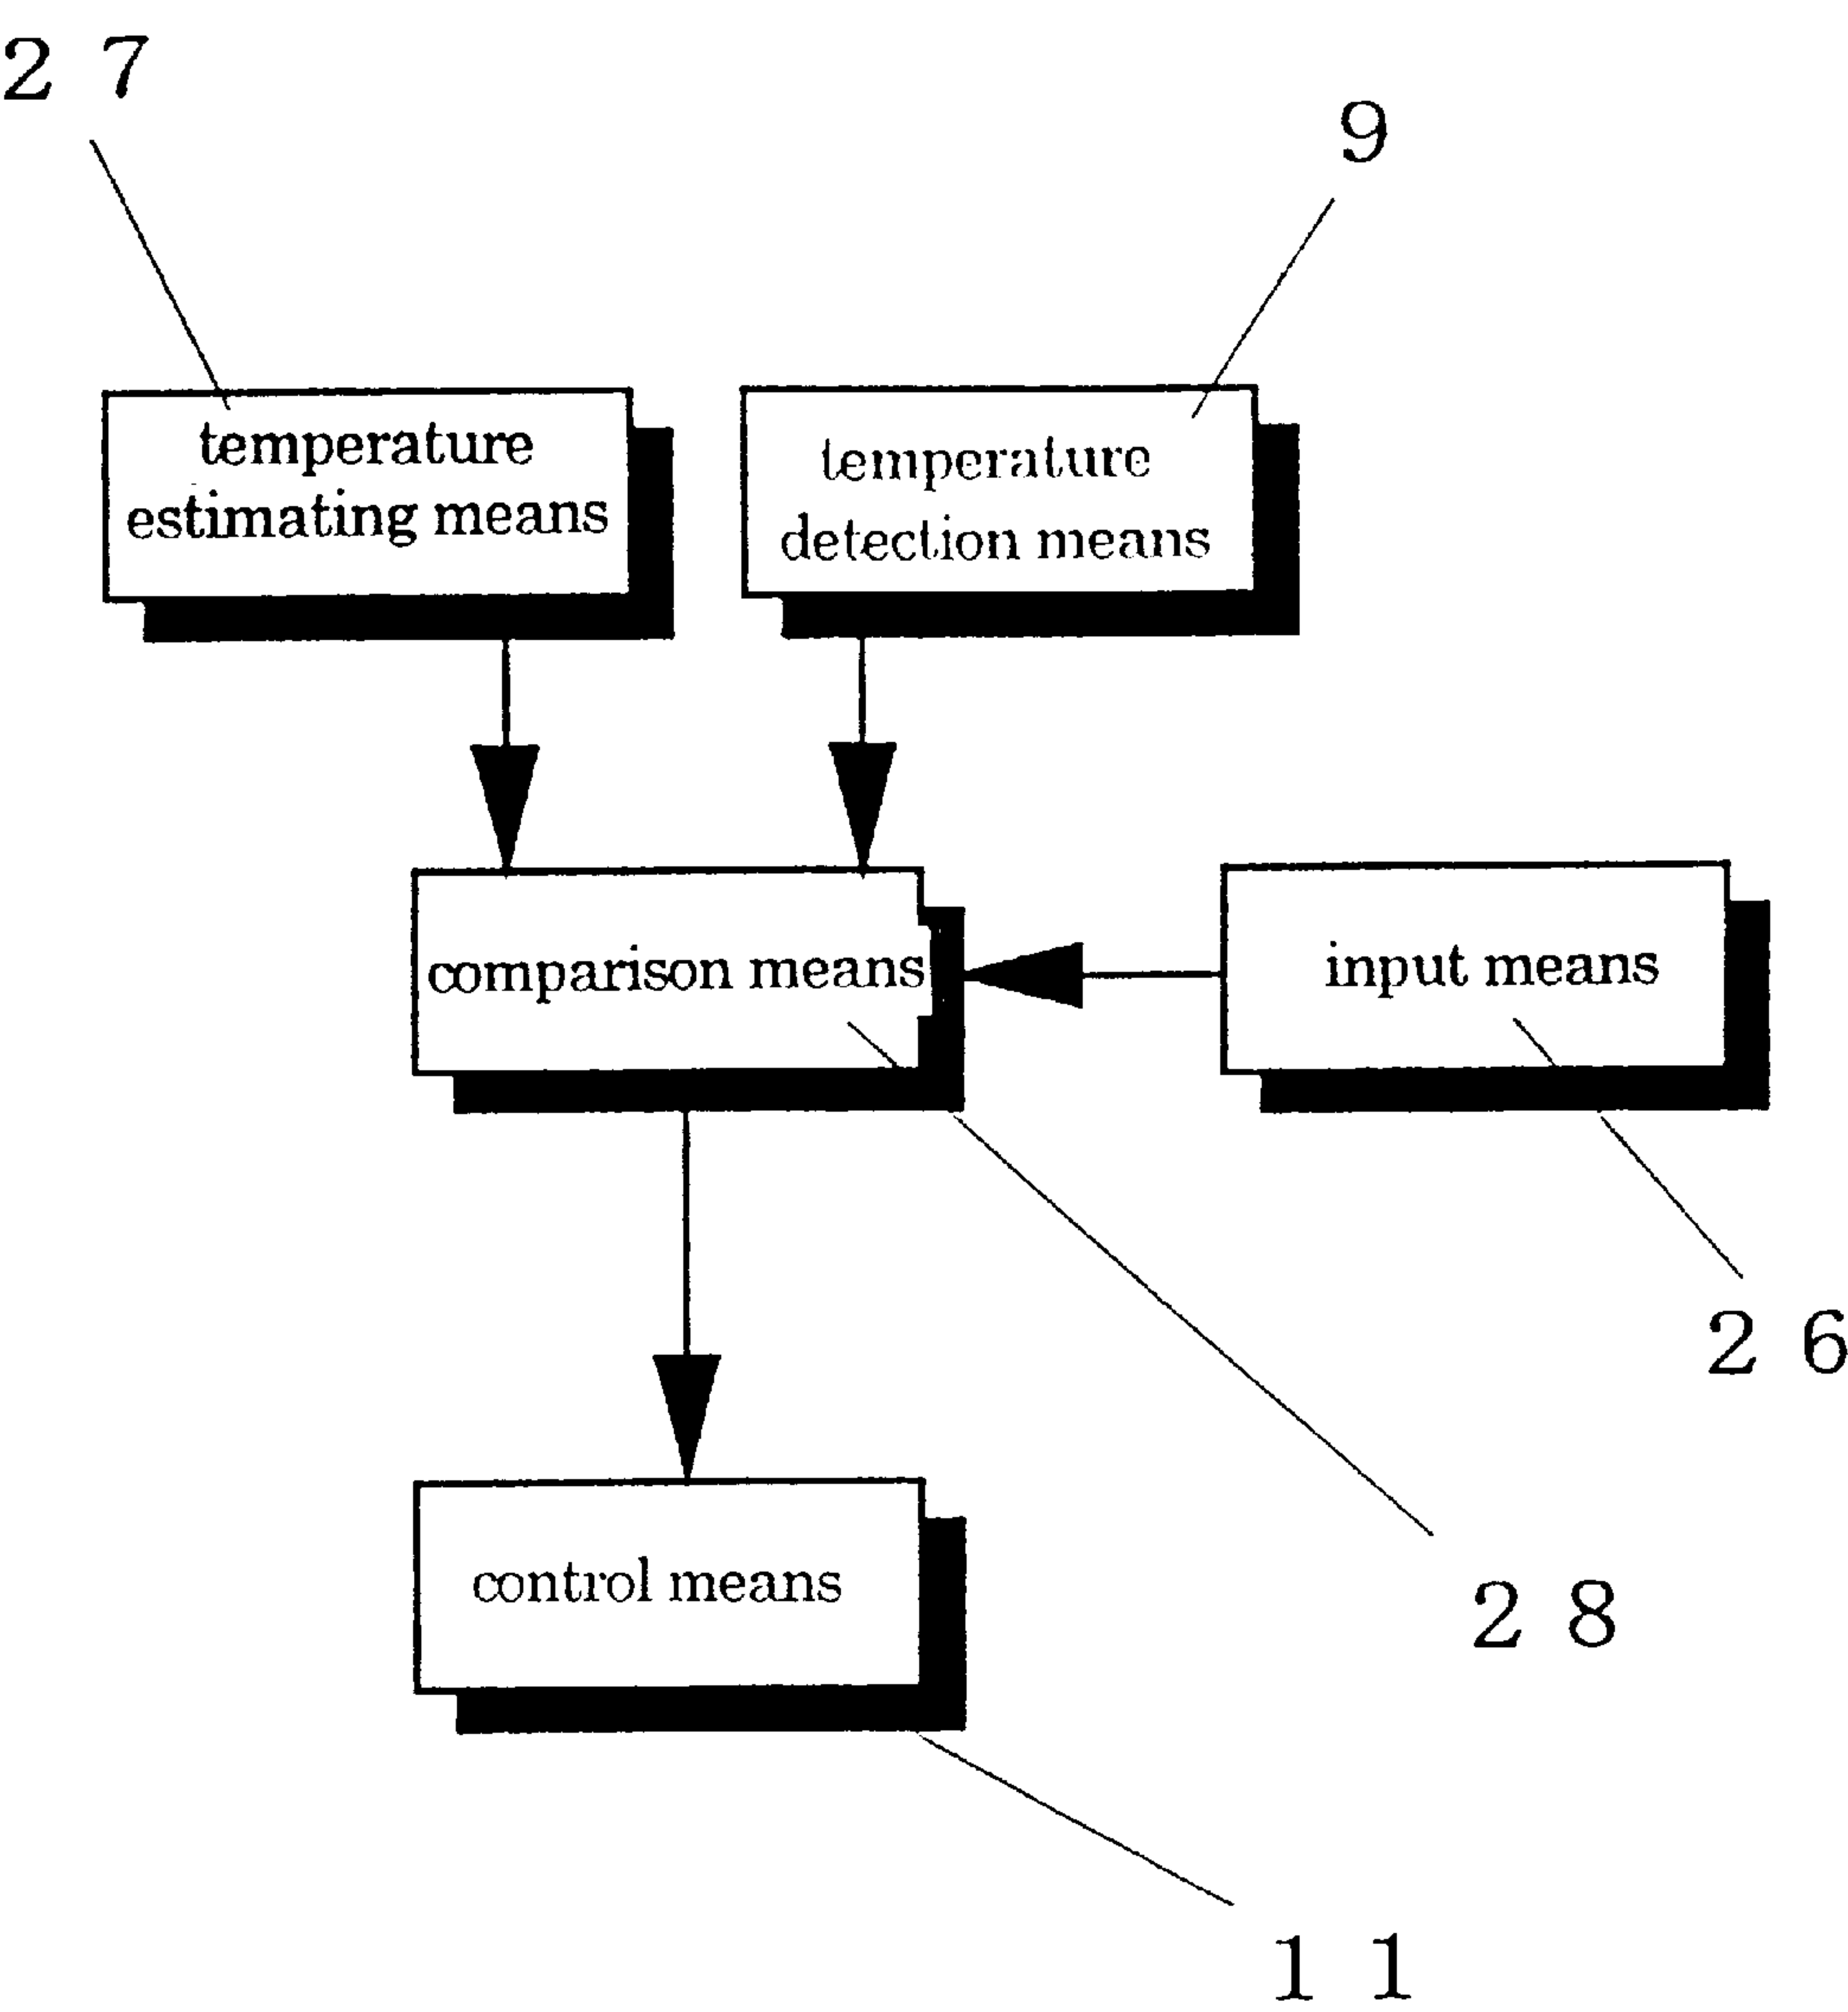 2 7
9
temperature
estimating means
temperature
detection means
comparison means
input means
2 6
control means
2 8
1 1